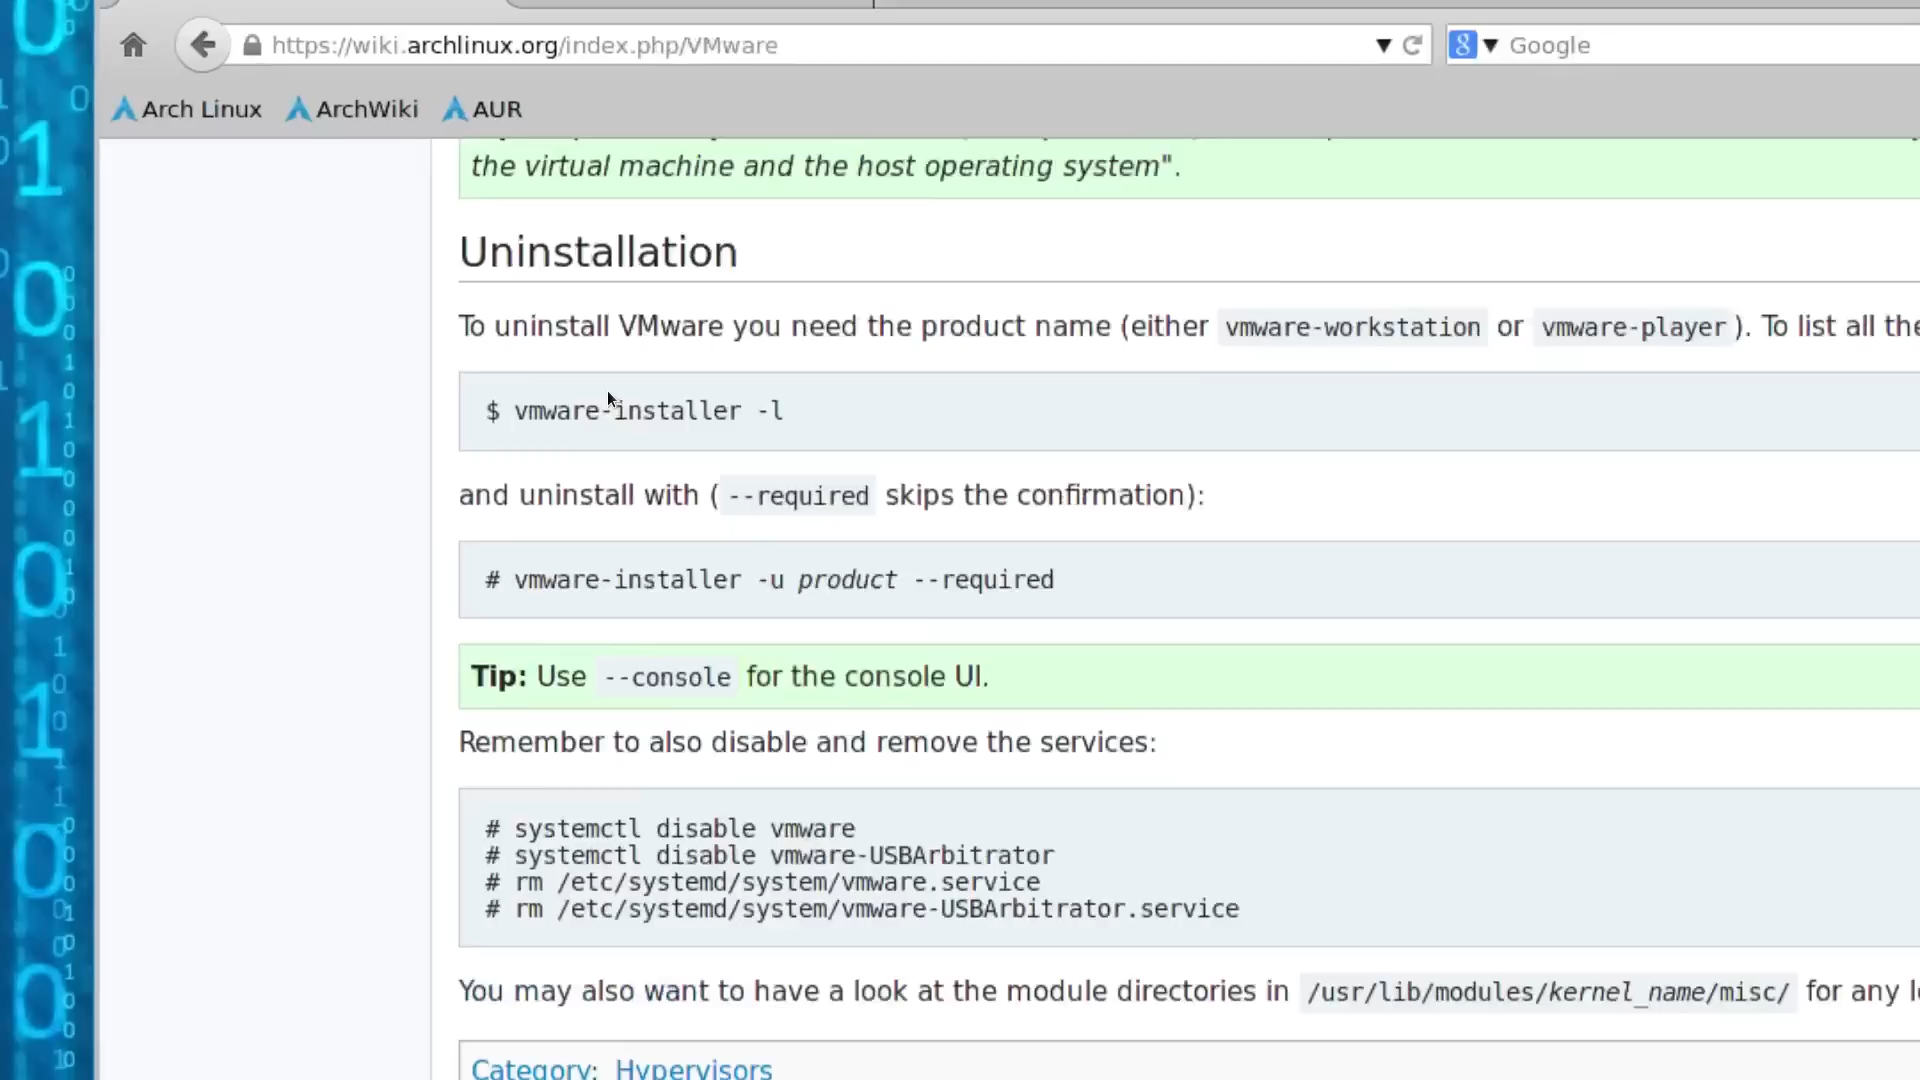 https://wiki.archlinux.org/index.php/VMware
Google
Arch Linux ArchWiki AUR
the virtual machine and the host operating system".
Uninstallation
To uninstall VMware you need the product name (either vmware-workstation or vmware-player). To list all the
$ vmware-installer -l
and uninstall with (--required skips the confirmation):
# vmware-installer -u product --required
Tip: Use --console for the console UI.
Remember to also disable and remove the services:
# systemctl disable vmware
# systemctl disable vmware-USBArbitrator
# rm /etc/systemd/system/vmware.service
# rm /etc/systemd/system/vmware-USBArbitrator.service
You may also want to have a look at the module directories in /usr/lib/modules/kernel_name/misc/ for any
Category: Hypervisors